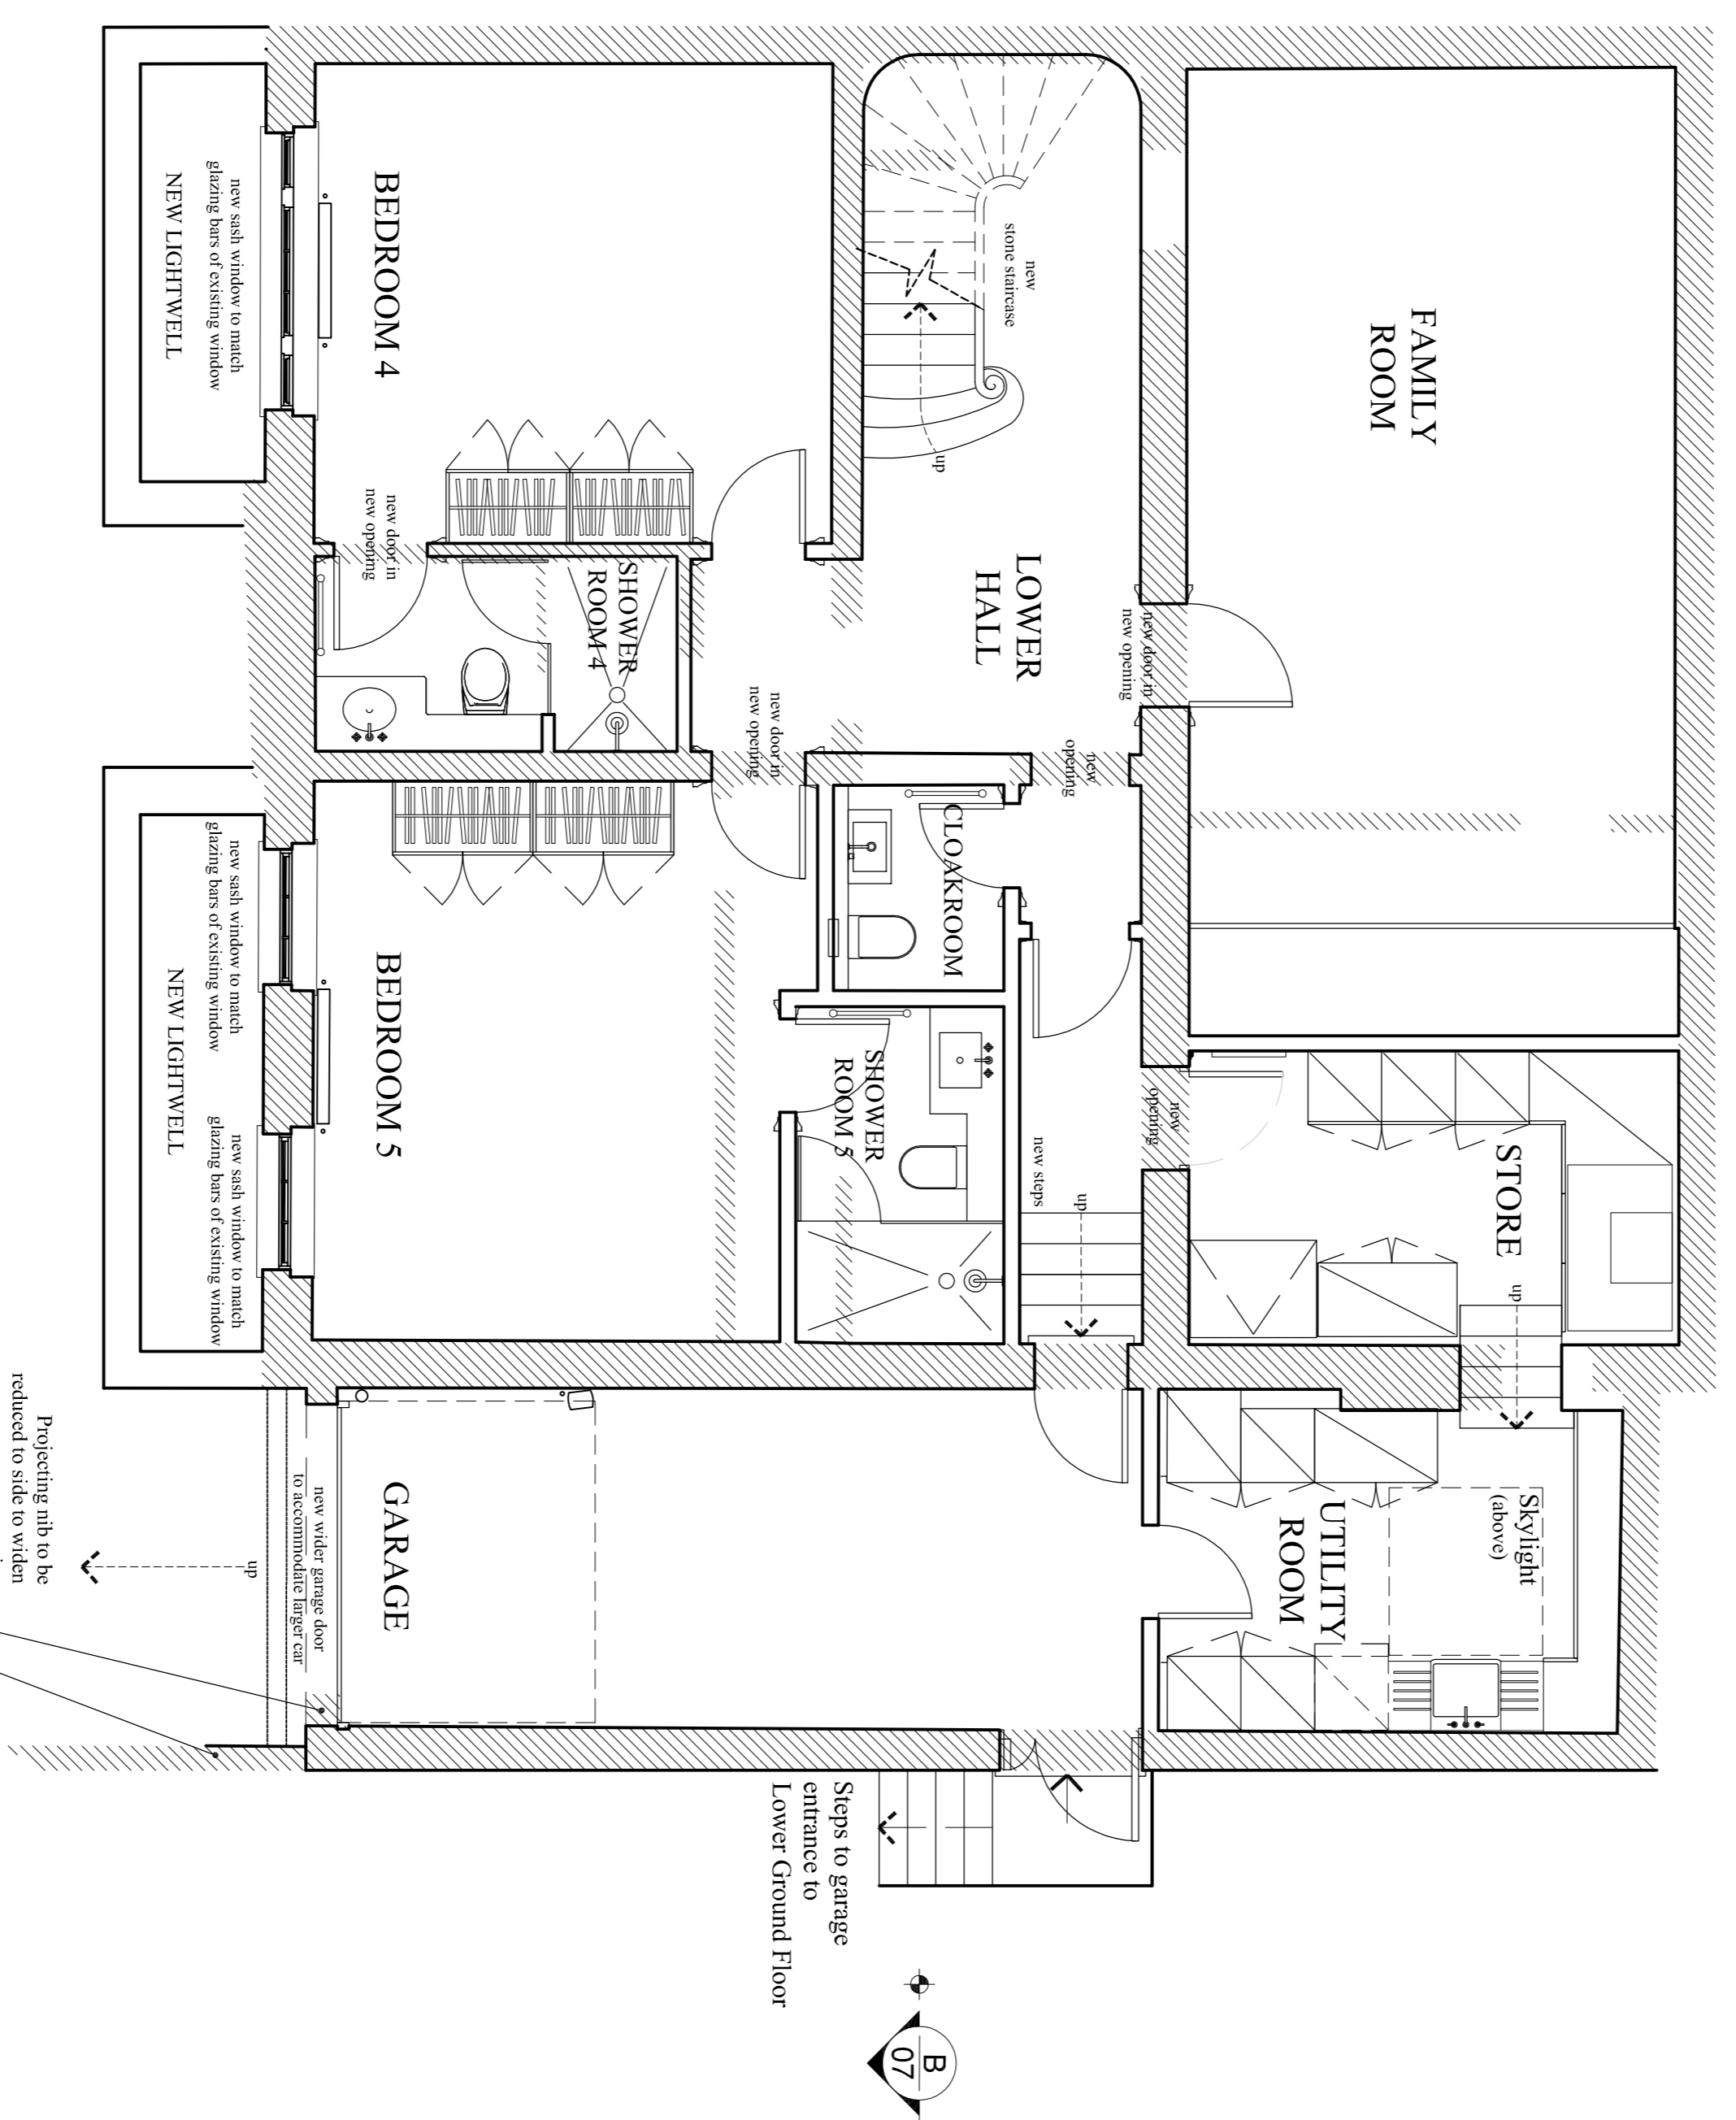 FAMILY
ROOM
STORE
up
Skylight
(above)
UTILITY
ROOM
new
stone staircase
up
LOWER
HALL
new door in
new opening
new
opening
new
opening
new steps
up
CLOAKROOM
SHOWER
ROOM 5
new door in
new opening
SHOWER
ROOM 4
new door in
new opening
BEDROOM 4
BEDROOM 5
GARAGE
new sash window to match
glazing bars of existing window
NEW LIGHTWELL
new sash window to match
glazing bars of existing window
new sash window to match
glazing bars of existing window
NEW LIGHTWELL
new wider garage door
to accommodate larger car
up
Projecting nib to be
reduced to side to widen
Steps to garage
entrance to
Lower Ground Floor
B
07